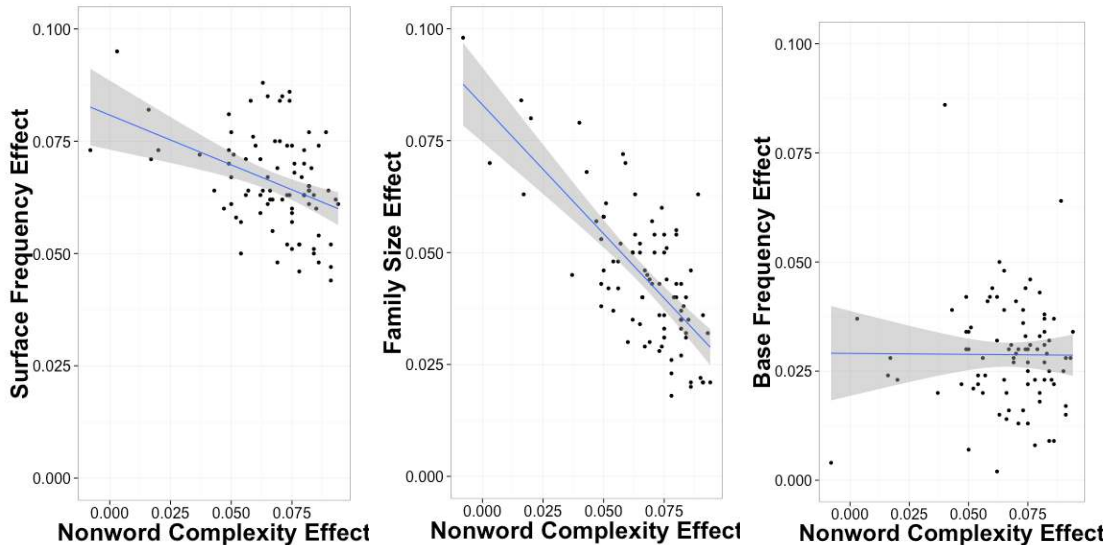 Surface Frequency Effect
0.100
0.075
0.050
0.025
0.000
0.000 0.025 0.050 0.075
Nonword Complexity Effect
Family Size Effect
0.100
0.075
0.050
0.025
0.000
0.000 0.025 0.050 0.075
Nonword Complexity Effect
Base Frequency Effect
0.100
0.075
0.050
0.025
0.000
0.000 0.025 0.050 0.075
Nonword Complexity Effect